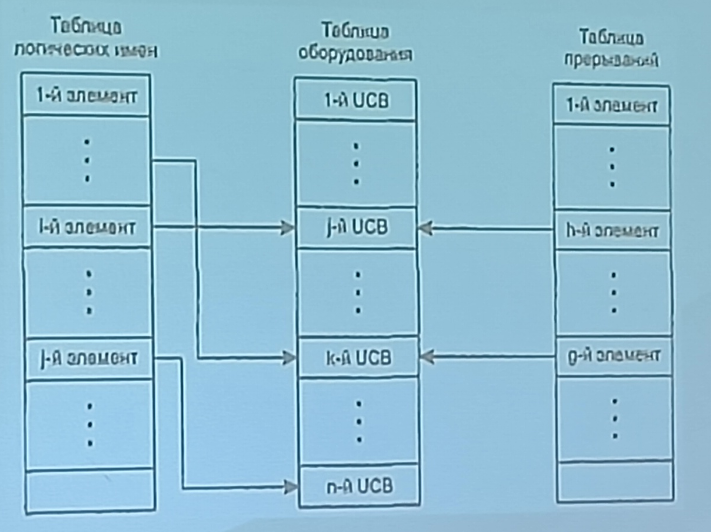 Таблица
логических имен
1-й элемент
i-й элемент
j-й элемент
Таблица
оборудования
1-й UCB
j-й UCB
k-й UCB
n-й UCB
Таблица
прерываний
1-й элемент
h-й элемент
g-й элемент